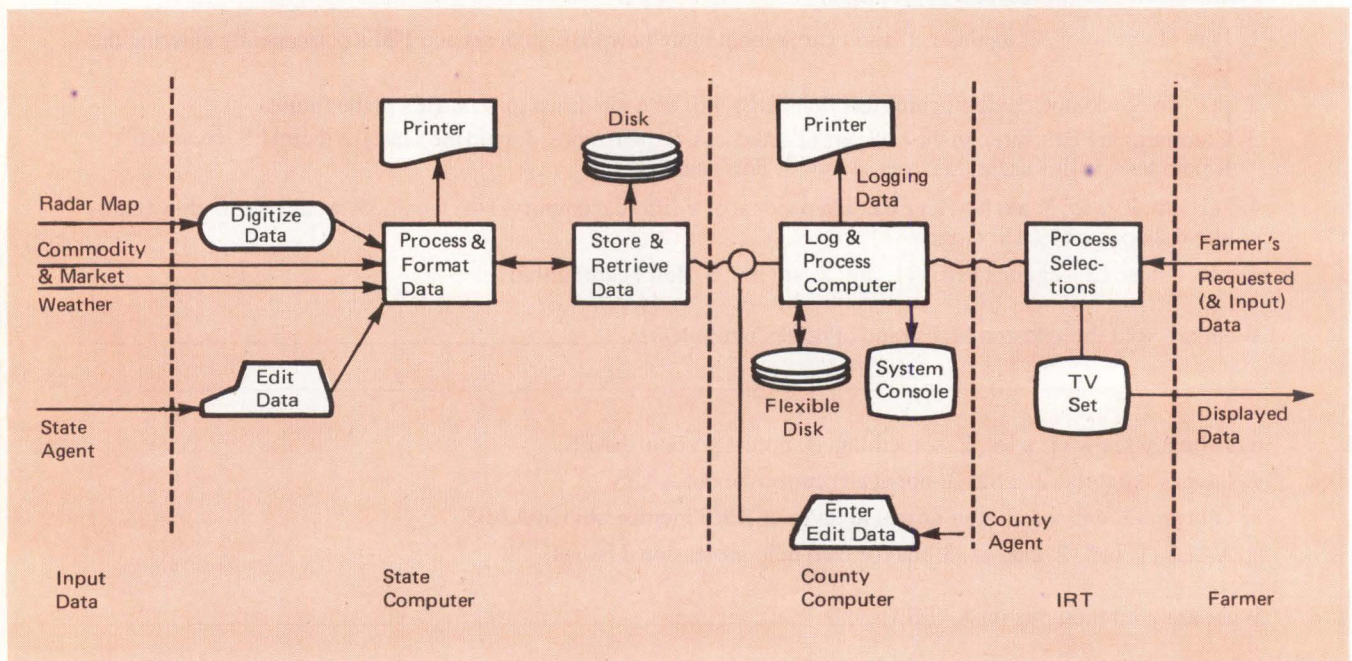 Printer
Disk
Printer
Logging
Data
Radar Map
Digitize
Data
Commodity
& Market
Weather
Process &
Format
Data
Store &
Retrieve
Data
Log &
Process
Computer
Process
Selec-
tions
Farmer's
Requested
(& Input)
Data
Edit
Data
State
Agent
Flexible
Disk
System
Console
TV
Set
Displayed
Data
Enter
Edit Data
County
Agent
Input
Data
State
Computer
County
Computer
IRT
Farmer